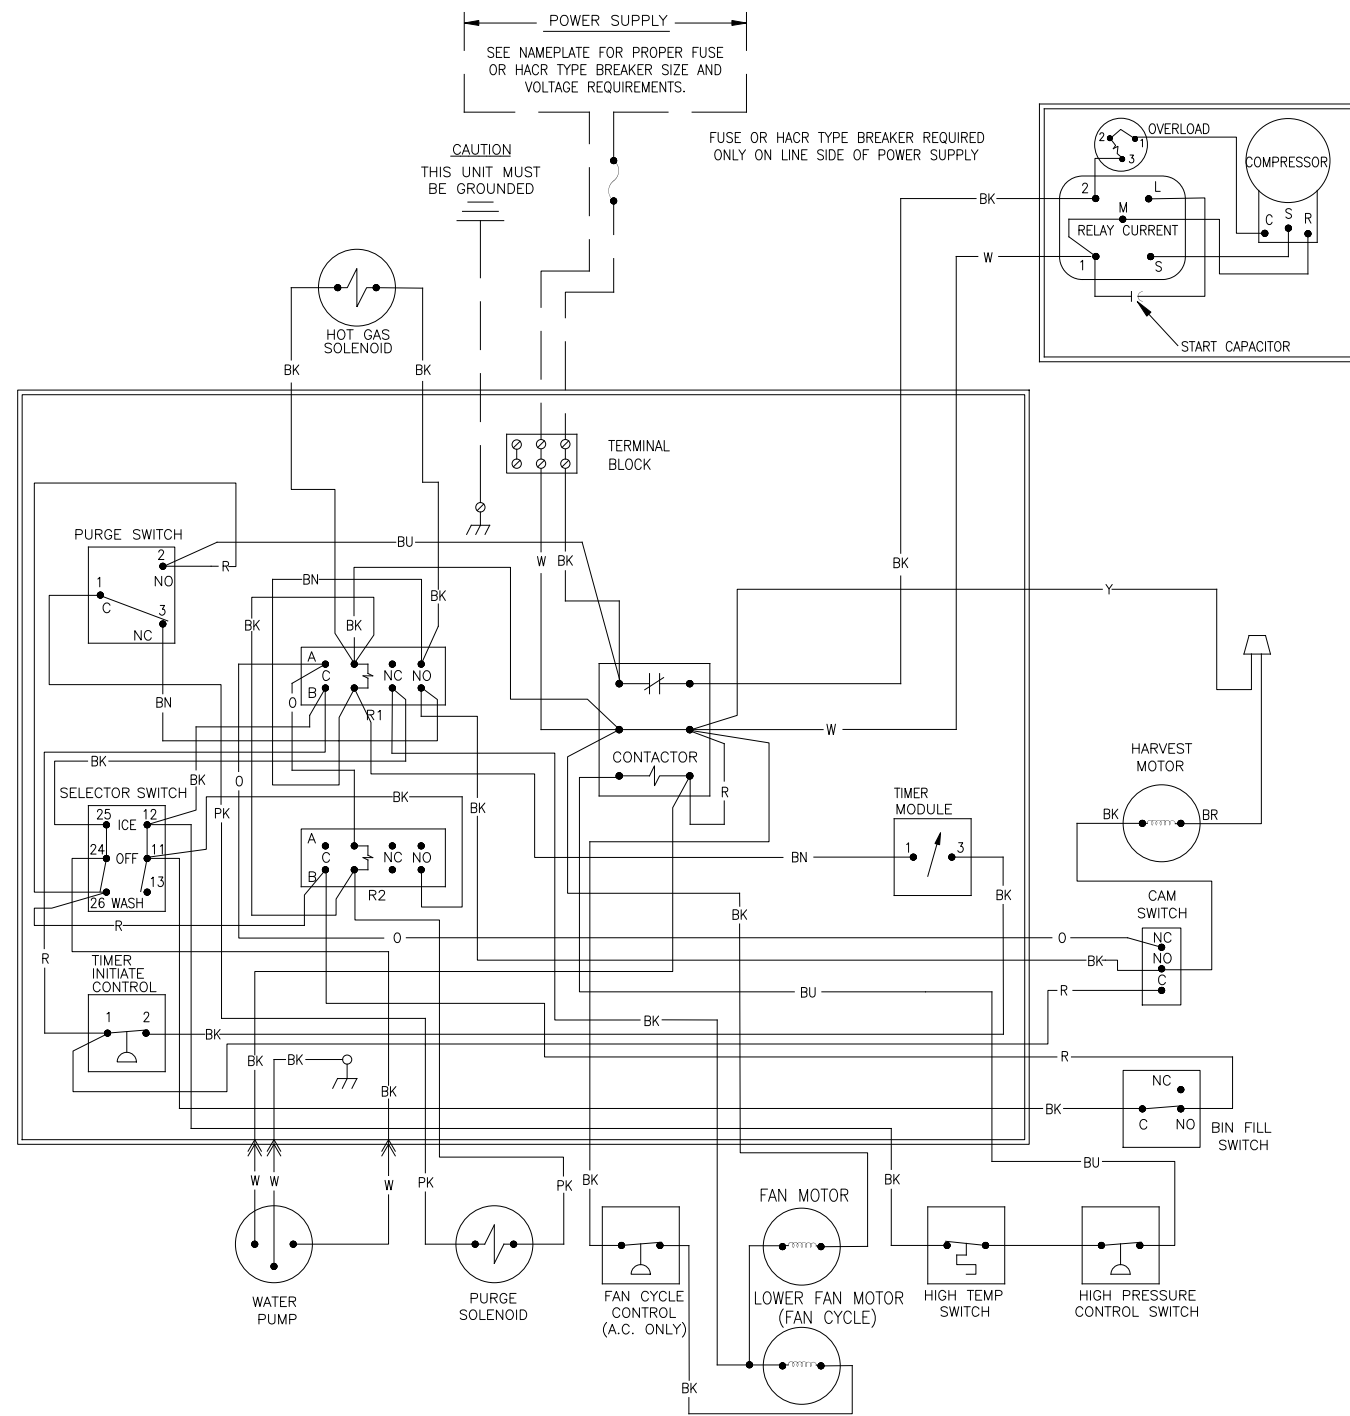 POWER SUPPLY
SEE NAMEPLATE FOR PROPER FUSE
OR HACR TYPE BREAKER SIZE AND
VOLTAGE REQUIREMENTS.
FUSE OR HACR TYPE BREAKER REQUIRED
ONLY ON LINE SIDE OF POWER SUPPLY
CAUTION
THIS UNIT MUST
BE GROUNDED
OVERLOAD
2
1
3
COMPRESSOR
C
S
R
2
L
M
RELAY CURRENT
1
S
START CAPACITOR
BK
W
HOT GAS
SOLENOID
BK
BK
TERMINAL
BLOCK
PURGE SWITCH
2
NO
1
C
3
NC
R
BU
BN
W
BK
BK
BK
BK
BK
Y
A
C
NC
NO
B
R1
O
BN
CONTACTOR
W
R
BK
BK
O
PK
BK
BK
SELECTOR SWITCH
25
ICE
12
24
OFF
11
13
26
WASH
A
C
NC
NO
B
R2
TIMER
MODULE
1
3
BN
BK
HARVEST
MOTOR
BK
BR
CAM
SWITCH
NC
NO
C
R
O
O
BK
BK
R
R
BU
TIMER
INITIATE
CONTROL
1
2
BK
BK
BK
BK
BK
R
BK
NC
C
NO
BIN FILL
SWITCH
W
W
W
PK
PK
BK
BK
BU
WATER
PUMP
PURGE
SOLENOID
FAN CYCLE
CONTROL
(A.C. ONLY)
FAN MOTOR
LOWER FAN MOTOR
(FAN CYCLE)
HIGH TEMP
SWITCH
HIGH PRESSURE
CONTROL SWITCH
BK